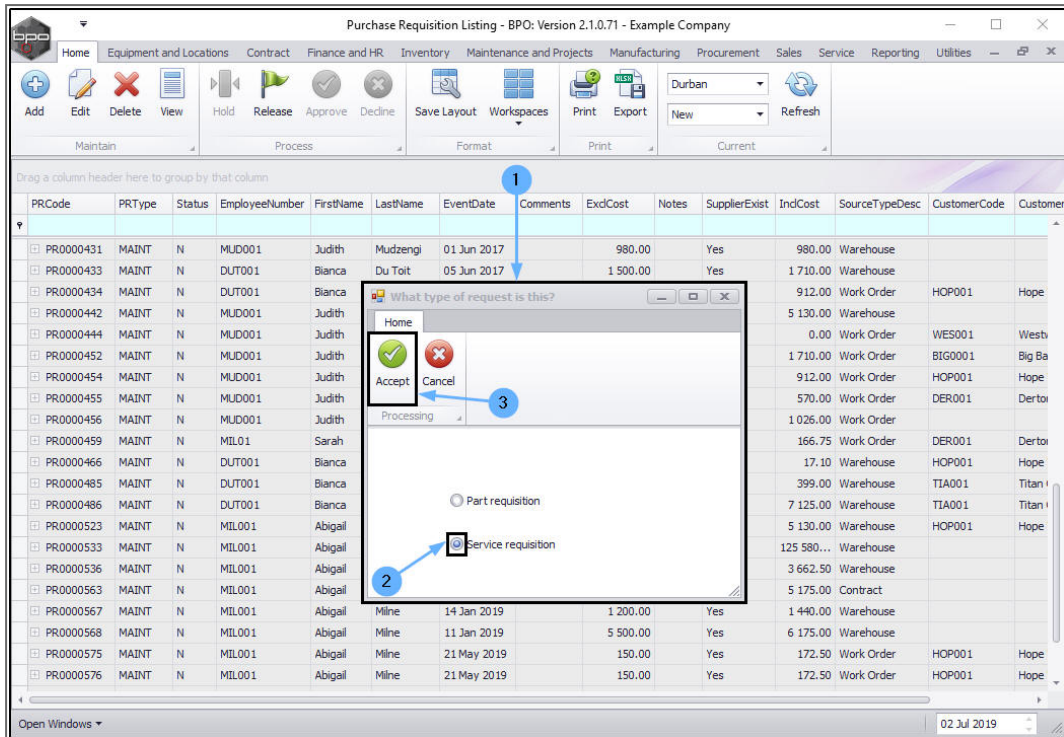 bpo
Purchase Requisition Listing - BPO: Version 2.1.0.71 - Example Company
Home Equipment and Locations Contract Finance and HR Inventory Maintenance and Projects Manufacturing Procurement Sales Service Reporting Utilities
Add Edit Delete View Hold Release Approve Decline Save Layout Workspaces Print Export Durban New Refresh
Maintain Process Format Print Current
Drag a column header here to group by that column
1
PRCode PRType Status EmployeeNumber FirstName LastName EventDate Comments ExclCost Notes SupplierExist InclCost SourceTypeDesc CustomerCode Customer
PR0000431 MAINT N MUD001 Judith Mudzengi 01 Jun 2017 980.00 Yes 980.00 Warehouse
PR0000433 MAINT N DUT001 Bianca Du Toit 05 Jun 2017 1 500.00 Yes 1 710.00 Warehouse
PR0000434 MAINT N DUT001 Bianca 912.00 Work Order HOP001 Hope
PR0000442 MAINT N MUD001 Judith 5 130.00 Warehouse
PR0000444 MAINT N MUD001 Judith 0.00 Work Order WES001 Westw
PR0000452 MAINT N MUD001 Judith 1 710.00 Work Order BIG0001 Big Ba
PR0000454 MAINT N MUD001 Judith 912.00 Work Order HOP001 Hope
PR0000455 MAINT N MUD001 Judith 570.00 Work Order DER001 Derto
PR0000456 MAINT N MUD001 Judith 1 026.00 Work Order
PR0000459 MAINT N MIL01 Sarah 166.75 Work Order DER001 Derto
PR0000466 MAINT N DUT001 Bianca 17.10 Warehouse HOP001 Hope
PR0000485 MAINT N DUT001 Bianca 399.00 Warehouse TIA001 Titan
PR0000486 MAINT N DUT001 Bianca 7 125.00 Warehouse TIA001 Titan
PR0000523 MAINT N MIL001 Abigail 5 130.00 Warehouse HOP001 Hope
PR0000533 MAINT N MIL001 Abigail 125 580... Warehouse
PR0000536 MAINT N MIL001 Abigail 3 662.50 Warehouse
PR0000563 MAINT N MIL001 Abigail 5 175.00 Contract
PR0000567 MAINT N MIL001 Abigail Milne 14 Jan 2019 1 200.00 Yes 1 440.00 Warehouse
PR0000568 MAINT N MIL001 Abigail Milne 11 Jan 2019 5 500.00 Yes 6 175.00 Warehouse
PR0000575 MAINT N MIL001 Abigail Milne 21 May 2019 150.00 Yes 172.50 Work Order HOP001 Hope
PR0000576 MAINT N MIL001 Abigail Milne 21 May 2019 150.00 Yes 172.50 Work Order HOP001 Hope
What type of request is this?
Home
Accept Cancel
3
Processing
Part requisition
Service requisition
2
Open Windows 02 Jul 2019